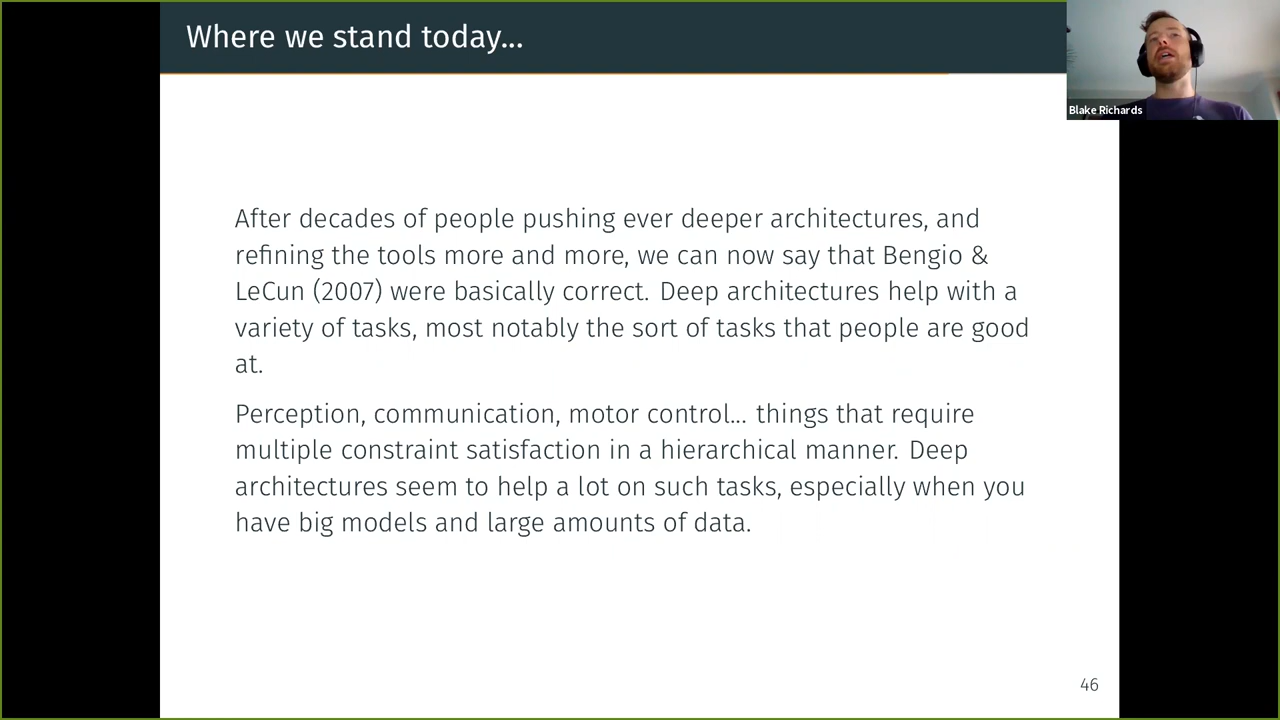 Where we stand today...
Blake Richards
After decades of people pushing ever deeper architectures, and
refining the tools more and more, we can now say that Bengio &
LeCun (2007) were basically correct. Deep architectures help with a
variety of tasks, most notably the sort of tasks that people are good
at.
Perception, communication, motor control... things that require
multiple constraint satisfaction in a hierarchical manner. Deep
architectures seem to help a lot on such tasks, especially when you
have big models and large amounts of data.
46